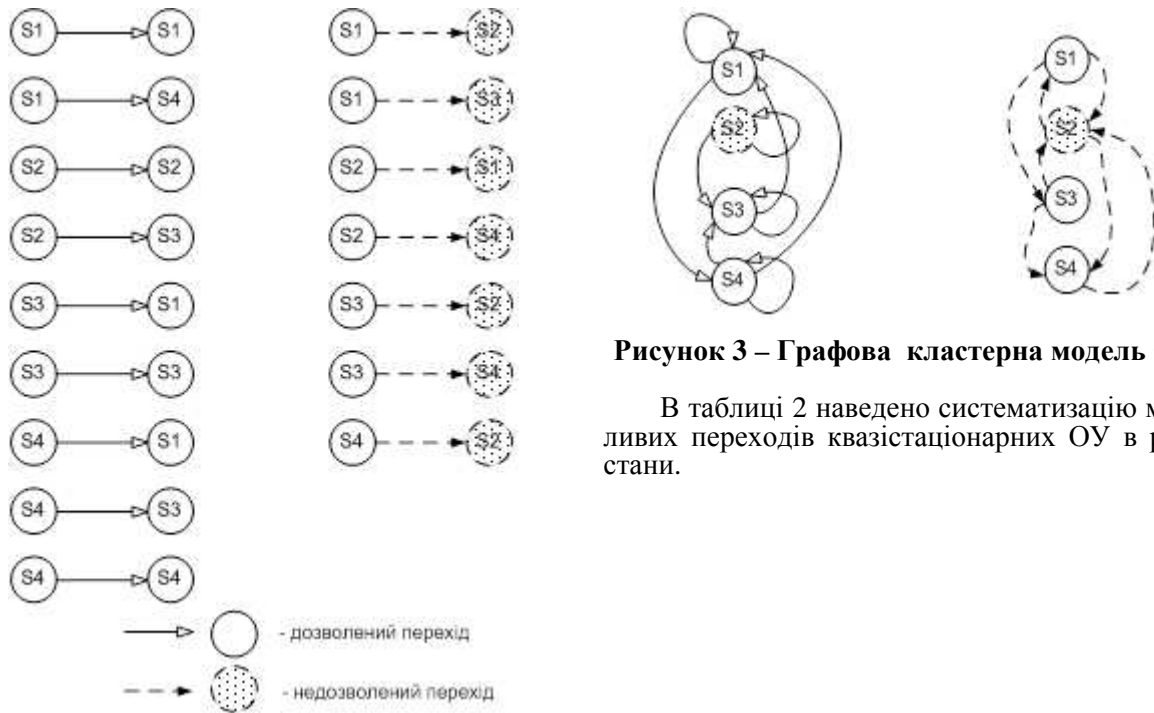 S1 S1
S1 S4
S2 S2
S2 S3
S3 S1
S3 S3
S4 S1
S4 S3
S4 S4
S1 S2
S1 S3
S2 S1
S2 S4
S3 S2
S3 S4
S4 S2
- дозволений перехід
- недозволений перехід
S1
S2
S3
S4
S1
S2
S3
S4
Рисунок 3 – Графова кластерна модель
В таблиці 2 наведено систематизацію м
ливих переходів квазістаціонарних ОУ в р
стани.